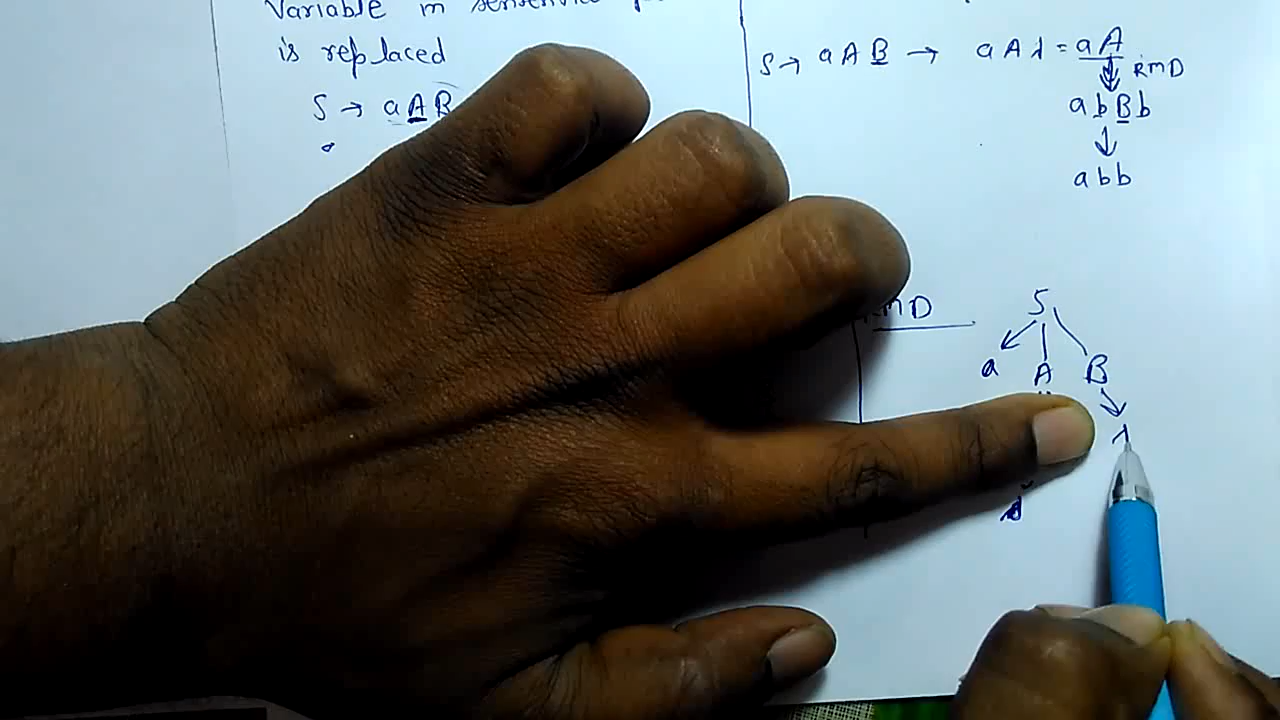 Variable in
is replaced
S → aAB
S → aAB → aAλ = aA
RMD
abBb
↓
abb
RMD
S
a A B
λ